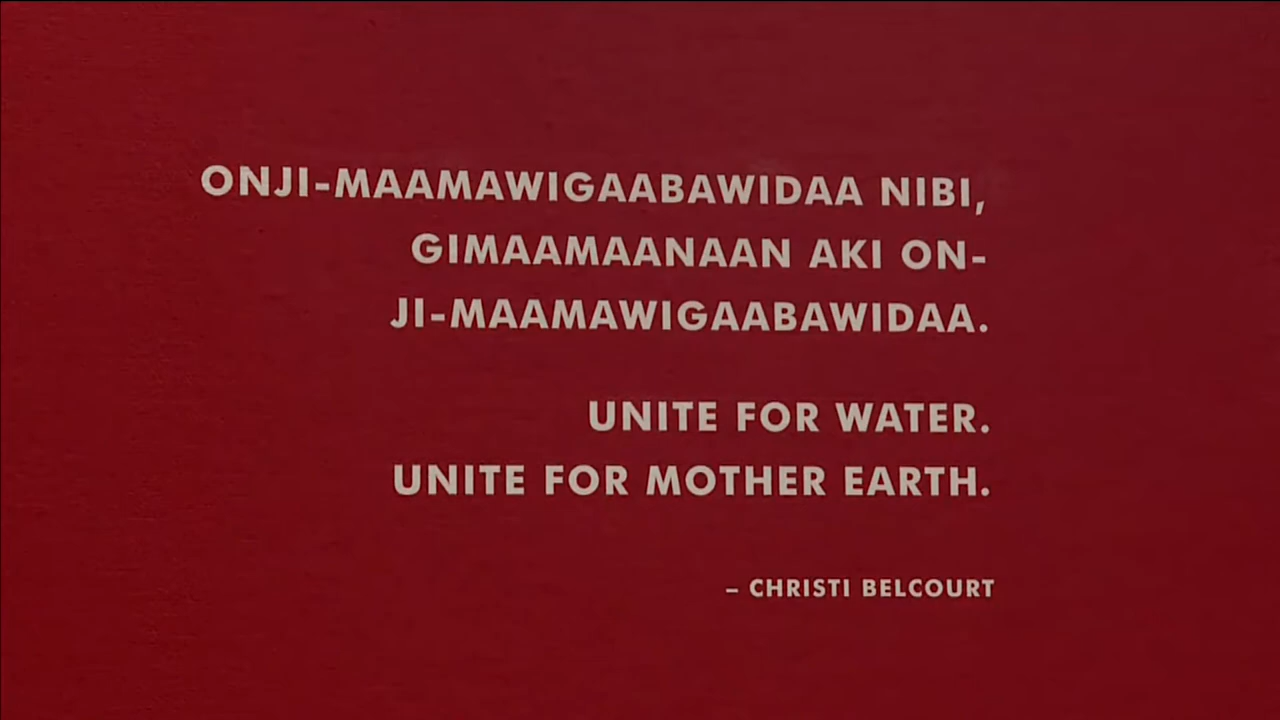 ONJI-MAAMAWIGAABAWIDAA NIBI,
GIMAAMAANAAN AKI ON-
JI-MAAMAWIGAABAWIDAA.
UNITE FOR WATER.
UNITE FOR MOTHER EARTH.
– CHRISTI BELCOURT